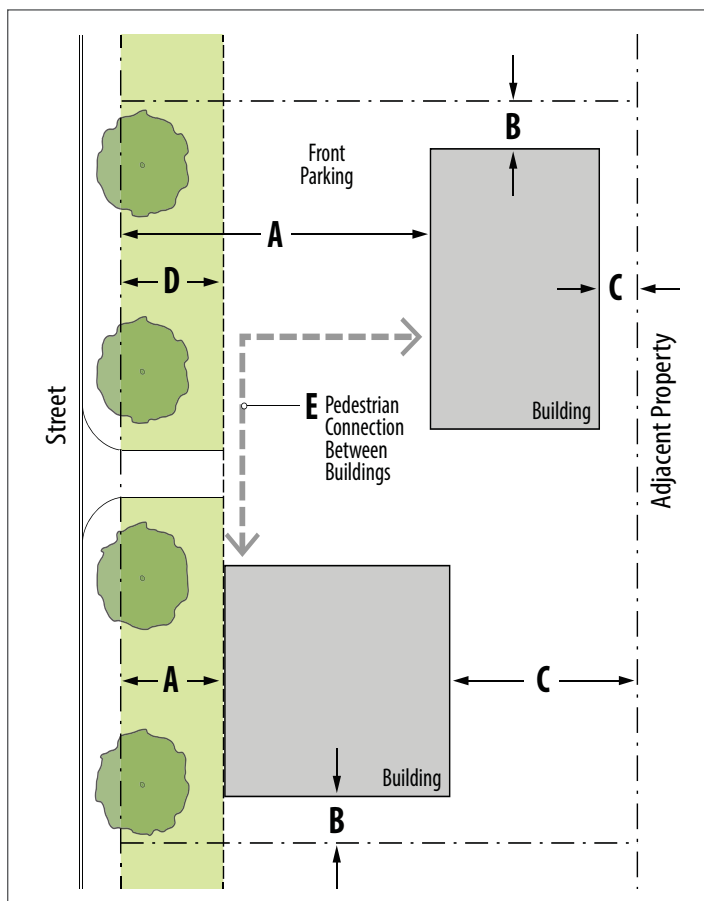 B
Front
Parking
A
D
C
Street
E Pedestrian
Connection
Between
Buildings
Building
Adjacent Property
A
C
Building
B